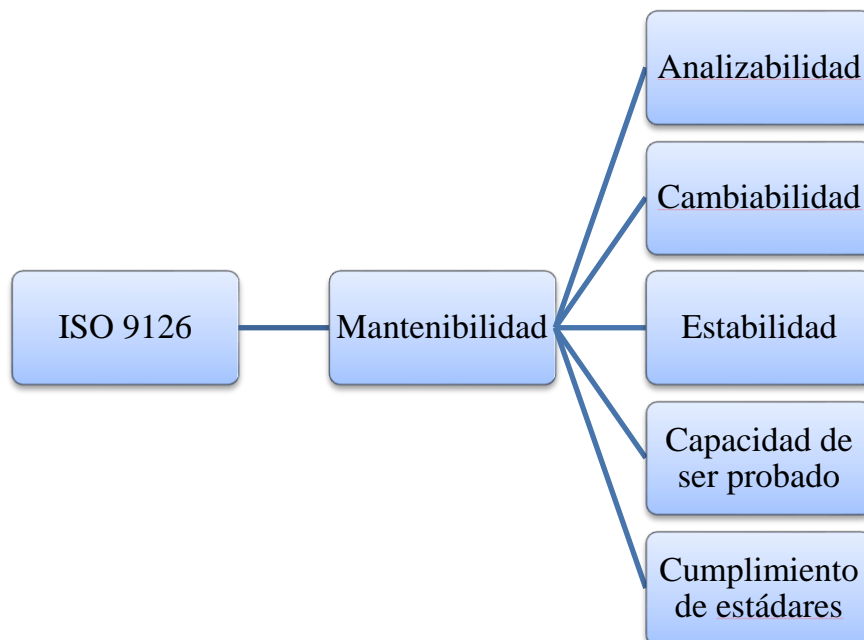 Analizabilidad
Cambiabilidad
ISO 9126
Mantenibilidad
Estabilidad
Capacidad de
ser probado
Cumplimiento
de estádares